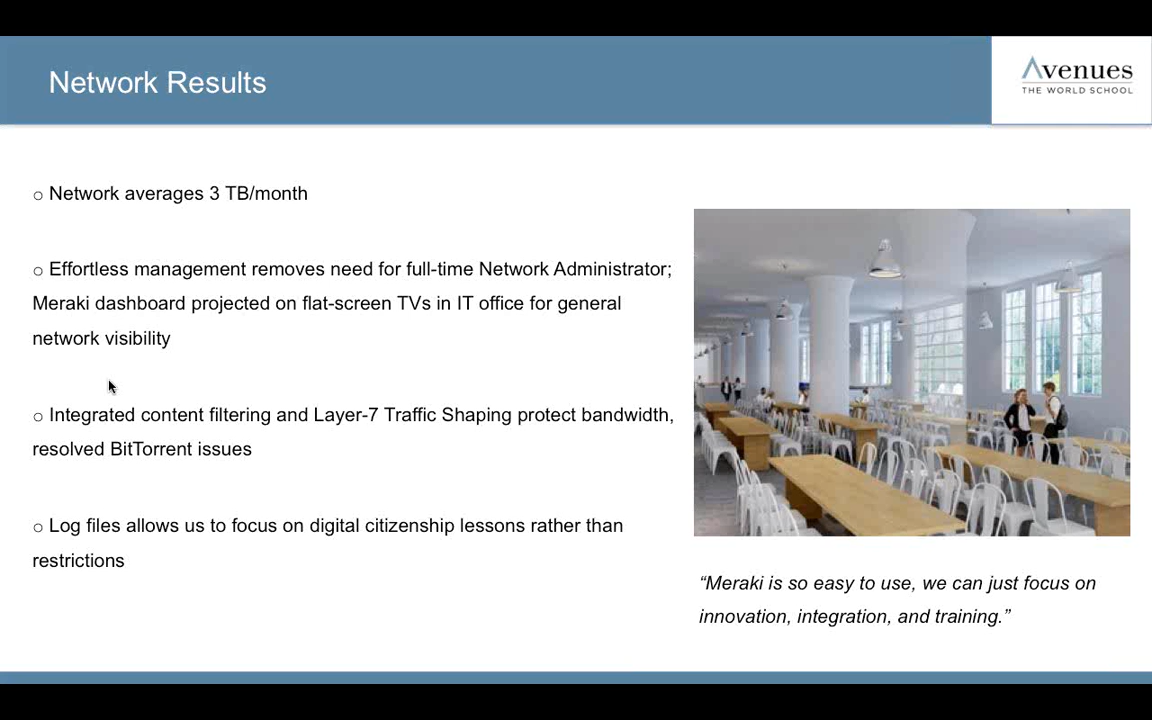 Network Results
Avenues
THE WORLD SCHOOL
o Network averages 3 TB/month
o Effortless management removes need for full-time Network Administrator;
Meraki dashboard projected on flat-screen TVs in IT office for general
network visibility
o Integrated content filtering and Layer-7 Traffic Shaping protect bandwidth,
resolved BitTorrent issues
o Log files allows us to focus on digital citizenship lessons rather than
restrictions
“Meraki is so easy to use, we can just focus on
innovation, integration, and training.”